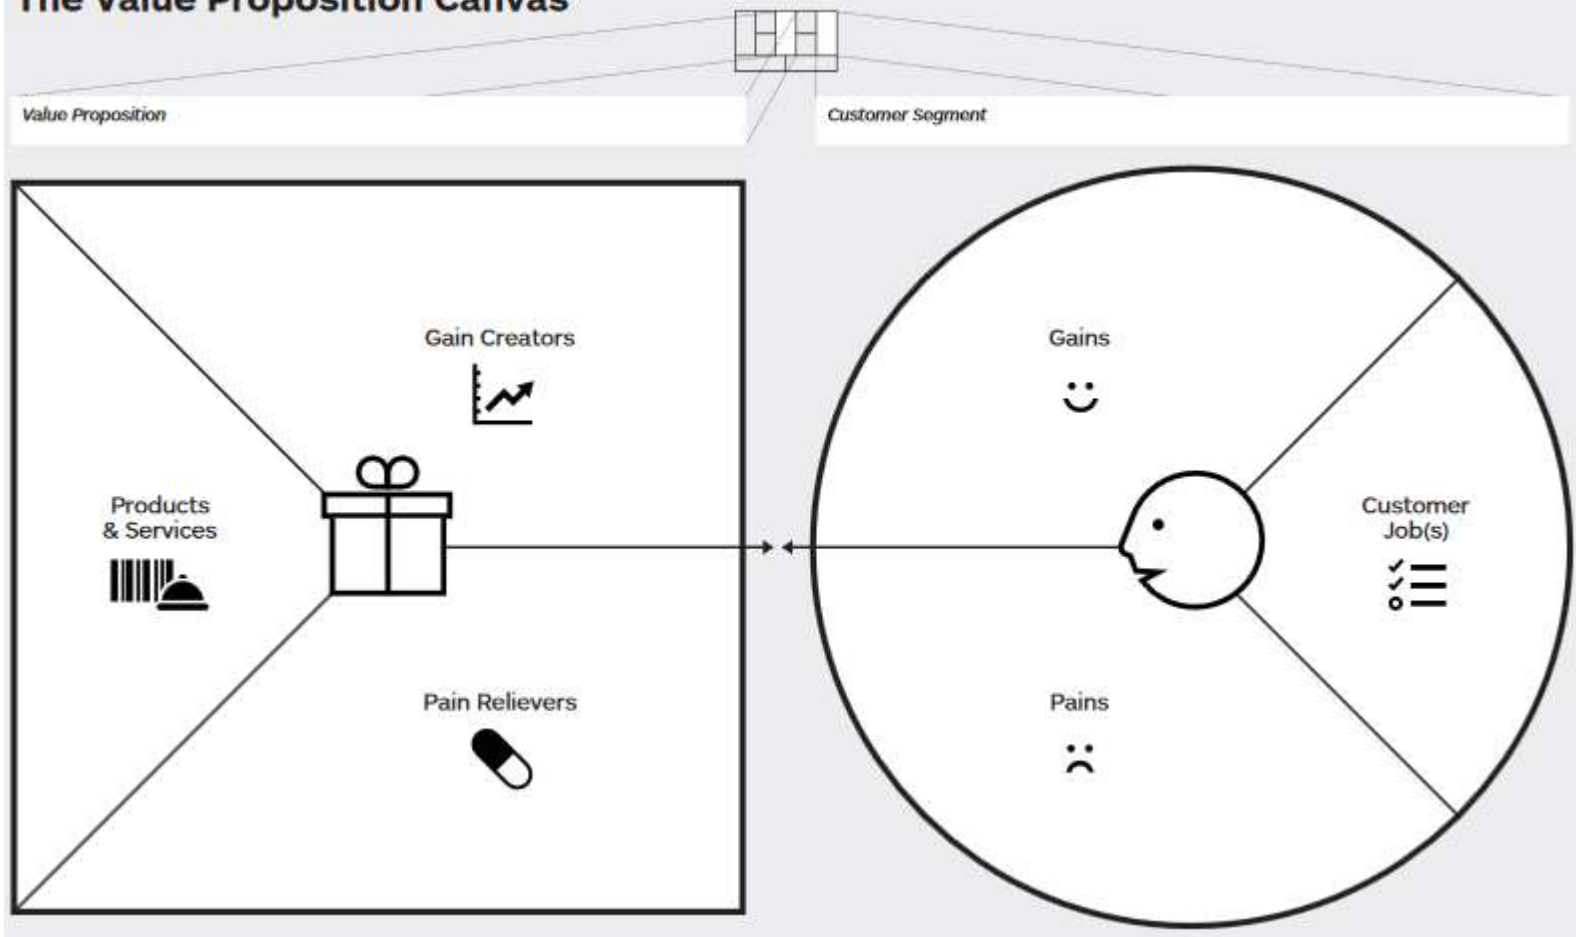 The Value Proposition Canvas
Value Proposition
Customer Segment
Gain Creators
Gains
Products
& Services
Customer
Job(s)
Pain Relievers
Pains